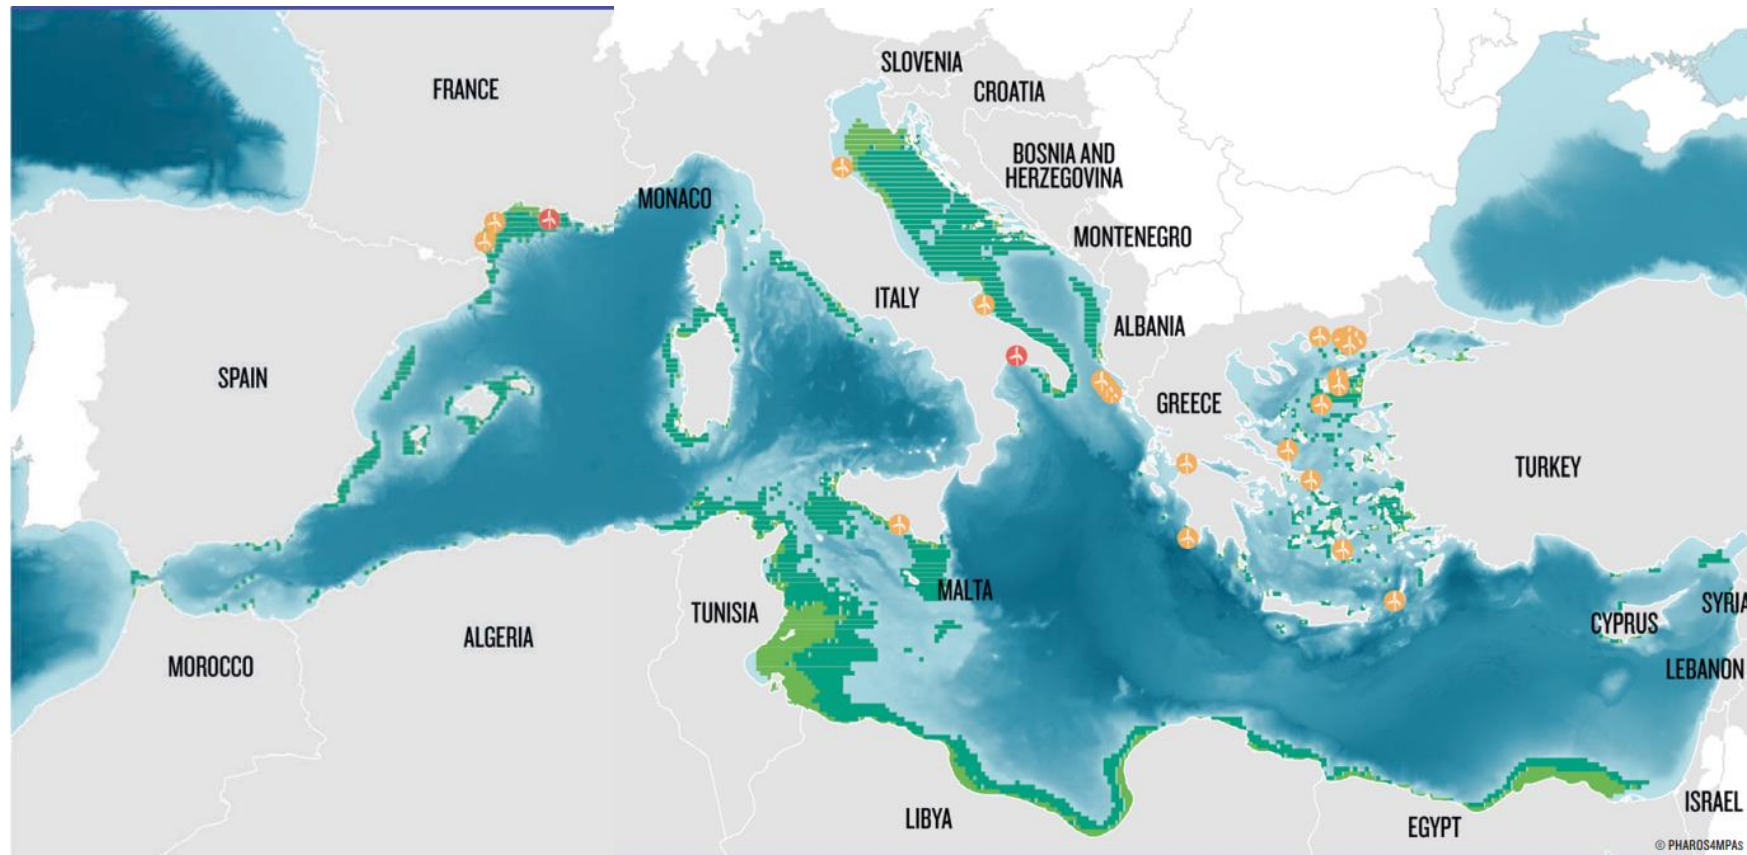 SLOVENIA
FRANCE
CROATIA
BOSNIA AND
HERZEGOVINA
MONACO
MONTENEGRO
ITALY
ALBANIA
SPAIN
GREECE
TURKEY
MALTA
SYRIA
TUNISIA
CYPRUS
ALGERIA
MOROCCO
LEBANON
ISRAEL
LIBYA
EGYPT
© PHAROS4MPAS